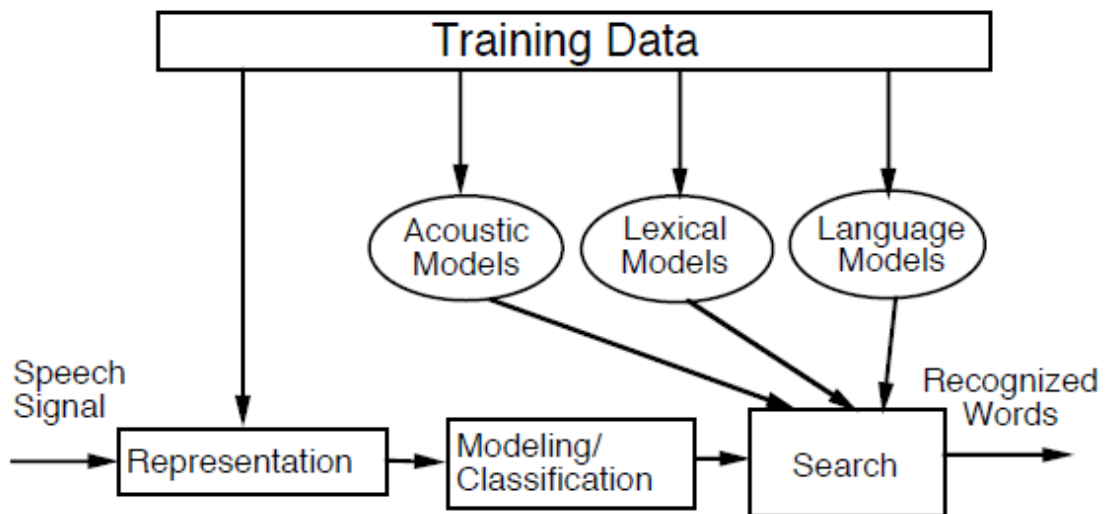 Training Data
Acoustic
Models
Lexical
Models
Language
Models
Speech
Signal
Representation
Modeling/
Classification
Search
Recognized
Words